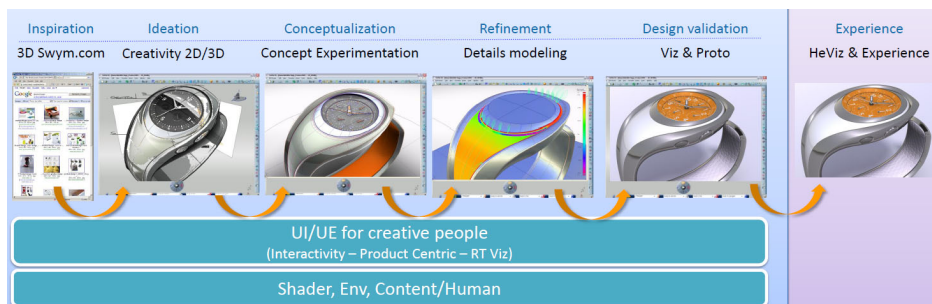 Inspiration
3D Swym.com
Ideation
Creativity 2D/3D
Conceptualization
Concept Experimentation
Refinement
Details modeling
Design validation
Viz & Proto
Experience
HeViz & Experience
Google
UI/UE for creative people
(Interactivity – Product Centric – RT Viz)
Shader, Env, Content/Human